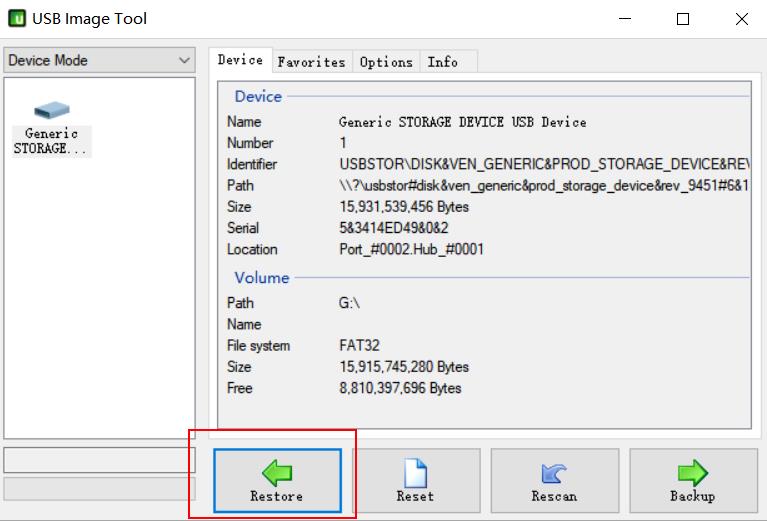 USB Image Tool
Device Mode
Generic
STORAGE...
Device Favorites Options Info
Device
Name Generic STORAGE DEVICE USB Device
Number 1
Identifier USBSTOR\DISK&VEN_GENERIC&PROD_STORAGE_DEVICE&REV
Path \\?\usbstor#disk&ven_generic&prod_storage_device&rev_9451#6&1
Size 15,931,539,456 Bytes
Serial 5&3414ED49&0&2
Location Port_#0002.Hub_#0001
Volume
Path G:\
Name
File system FAT32
Size 15,915,745,280 Bytes
Free 8,810,397,696 Bytes
Restore Reset Rescan Backup